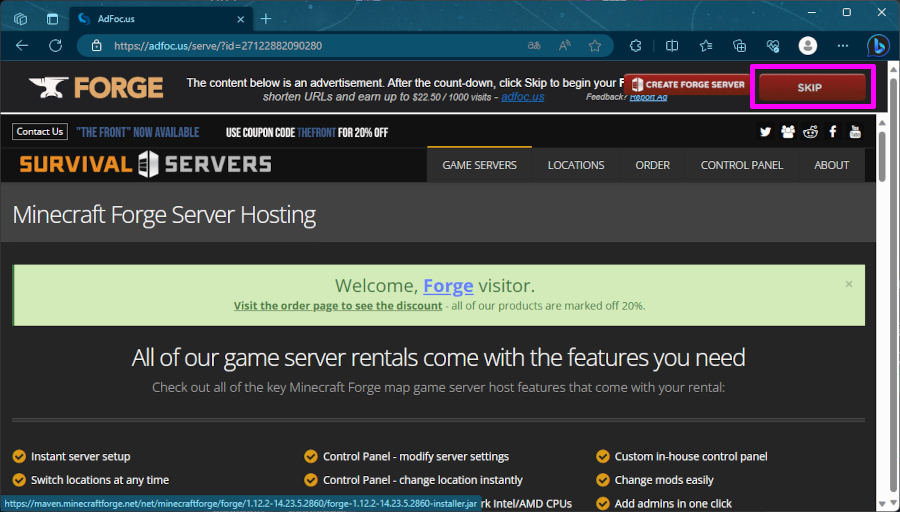 AdFoc.us
https://adfoc.us/serve/?id=27122882090280
FORGE
The content below is an advertisement. After the count-down, click Skip to begin your F
shorten URLs and earn up to $22.50 / 1000 visits - adfoc.us
Feedback? Report Ad
CREATE FORGE SERVER
SKIP
Contact Us
"THE FRONT" NOW AVAILABLE
USE COUPON CODE THEFRONT FOR 20% OFF
SURVIVAL SERVERS
GAME SERVERS
LOCATIONS
ORDER
CONTROL PANEL
ABOUT
Minecraft Forge Server Hosting
Welcome, Forge visitor.
Visit the order page to see the discount - all of our products are marked off 20%.
All of our game server rentals come with the features you need
Check out all of the key Minecraft Forge map game server host features that come with your rental:
Instant server setup
Control Panel - modify server settings
Custom in-house control panel
Switch locations at any time
Control Panel - change location instantly
Change mods easily
https://maven.minecraftforge.net/net/minecraftforge/forge/1.12.2-14.23.5.2860/forge-1.12.2-14.23.5.2860-installer.jar
rk Intel/AMD CPUs
Add admins in one click